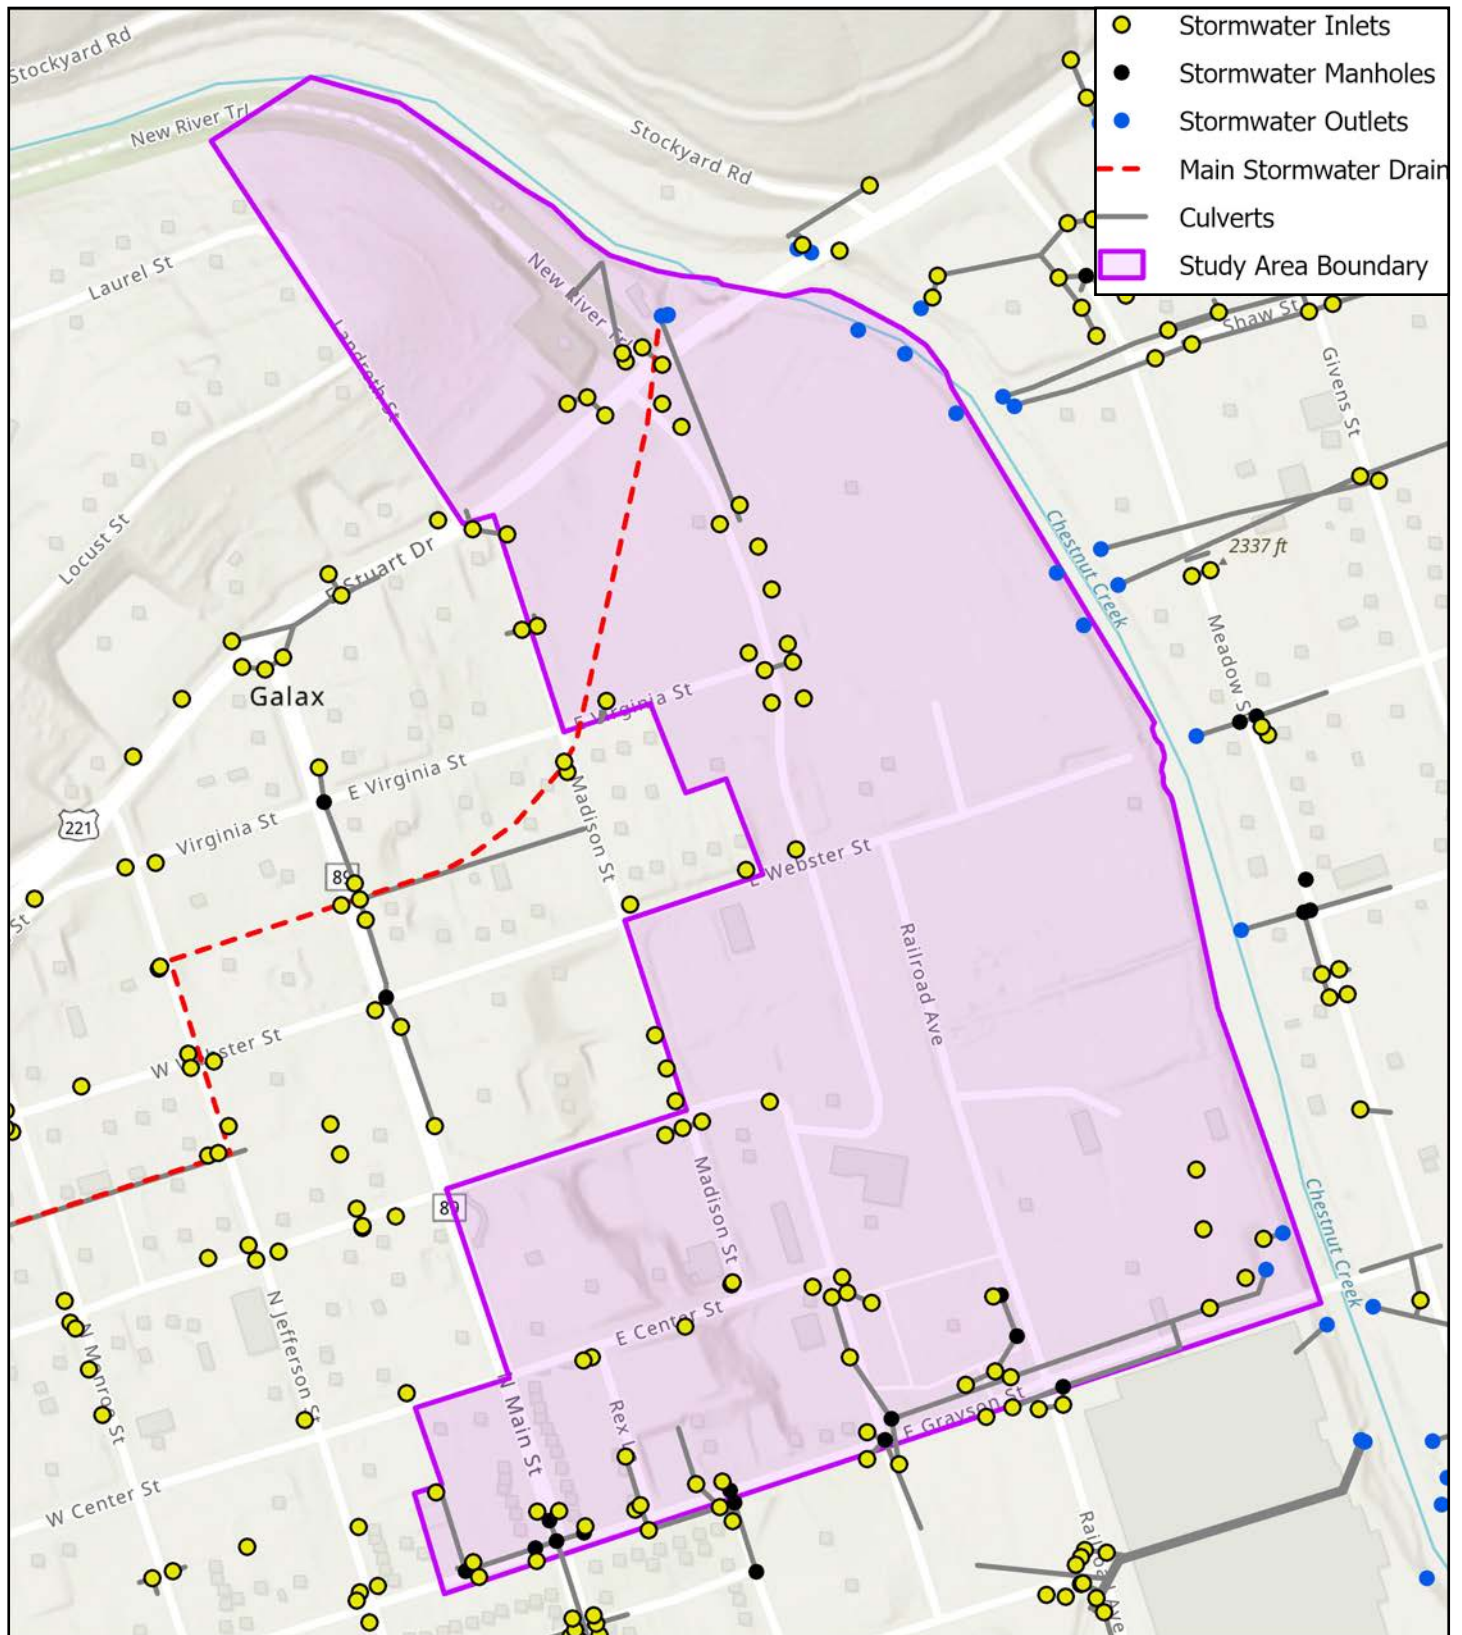 Stormwater Inlets
Stormwater Manholes
Stormwater Outlets
Main Stormwater Drain
Culverts
Study Area Boundary
Stockyard Rd
New River Trl
Stockyard Rd
Laurel St
New River Trl
Landreth St
Shaw St
Givens St
Locust St
E Stuart Dr
Chestnut Creek
2337 ft
Meadow St
Galax
E Virginia St
E Virginia St
221
Virginia St
Madison St
89
E Webster St
St
Railroad Ave
W Webster St
Madison St
89
Chestnut Creek
N Jefferson St
N Monroe St
E Center St
N Main St
Rex L
E Grayson St
W Center St
Railroad Ave